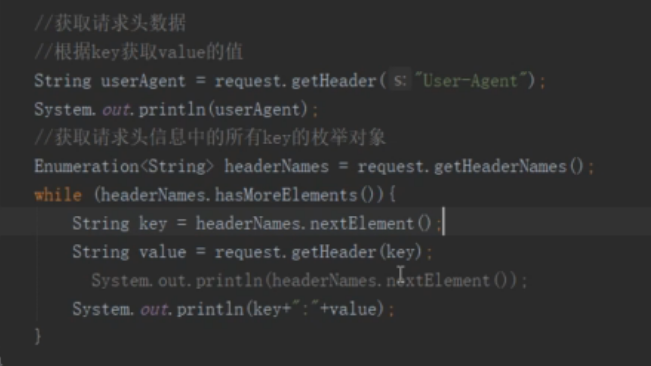 //获取请求头数据
//根据key获取value的值
String userAgent = request.getHeader( s: "User-Agent");
System.out.println(userAgent);
//获取请求头信息中的所有key的枚举对象
Enumeration<String> headerNames = request.getHeaderNames();
while (headerNames.hasMoreElements()){
String key = headerNames.nextElement();
String value = request.getHeader(key);
System.out.println(headerNames.nextElement());
System.out.println(key+":"+value);
}